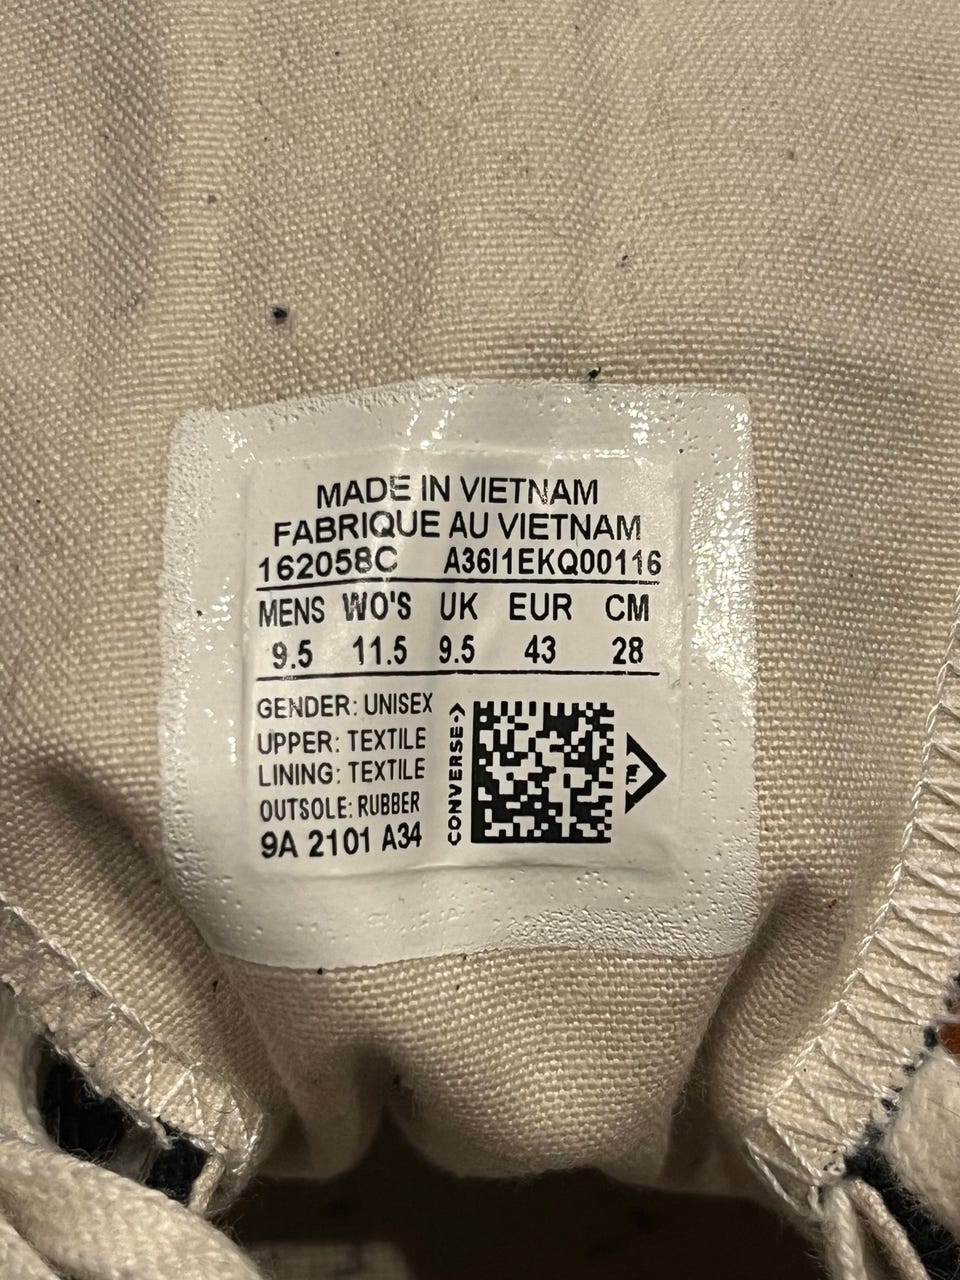 MADE IN VIETNAM
FABRIQUE AU VIETNAM
162058C A36I1EKQ00116
MENS WO'S UK EUR CM
9.5 11.5 9.5 43 28
GENDER: UNISEX
UPPER: TEXTILE
LINING: TEXTILE
OUTSOLE: RUBBER
9A 2101 A34
CONVERSE
TM